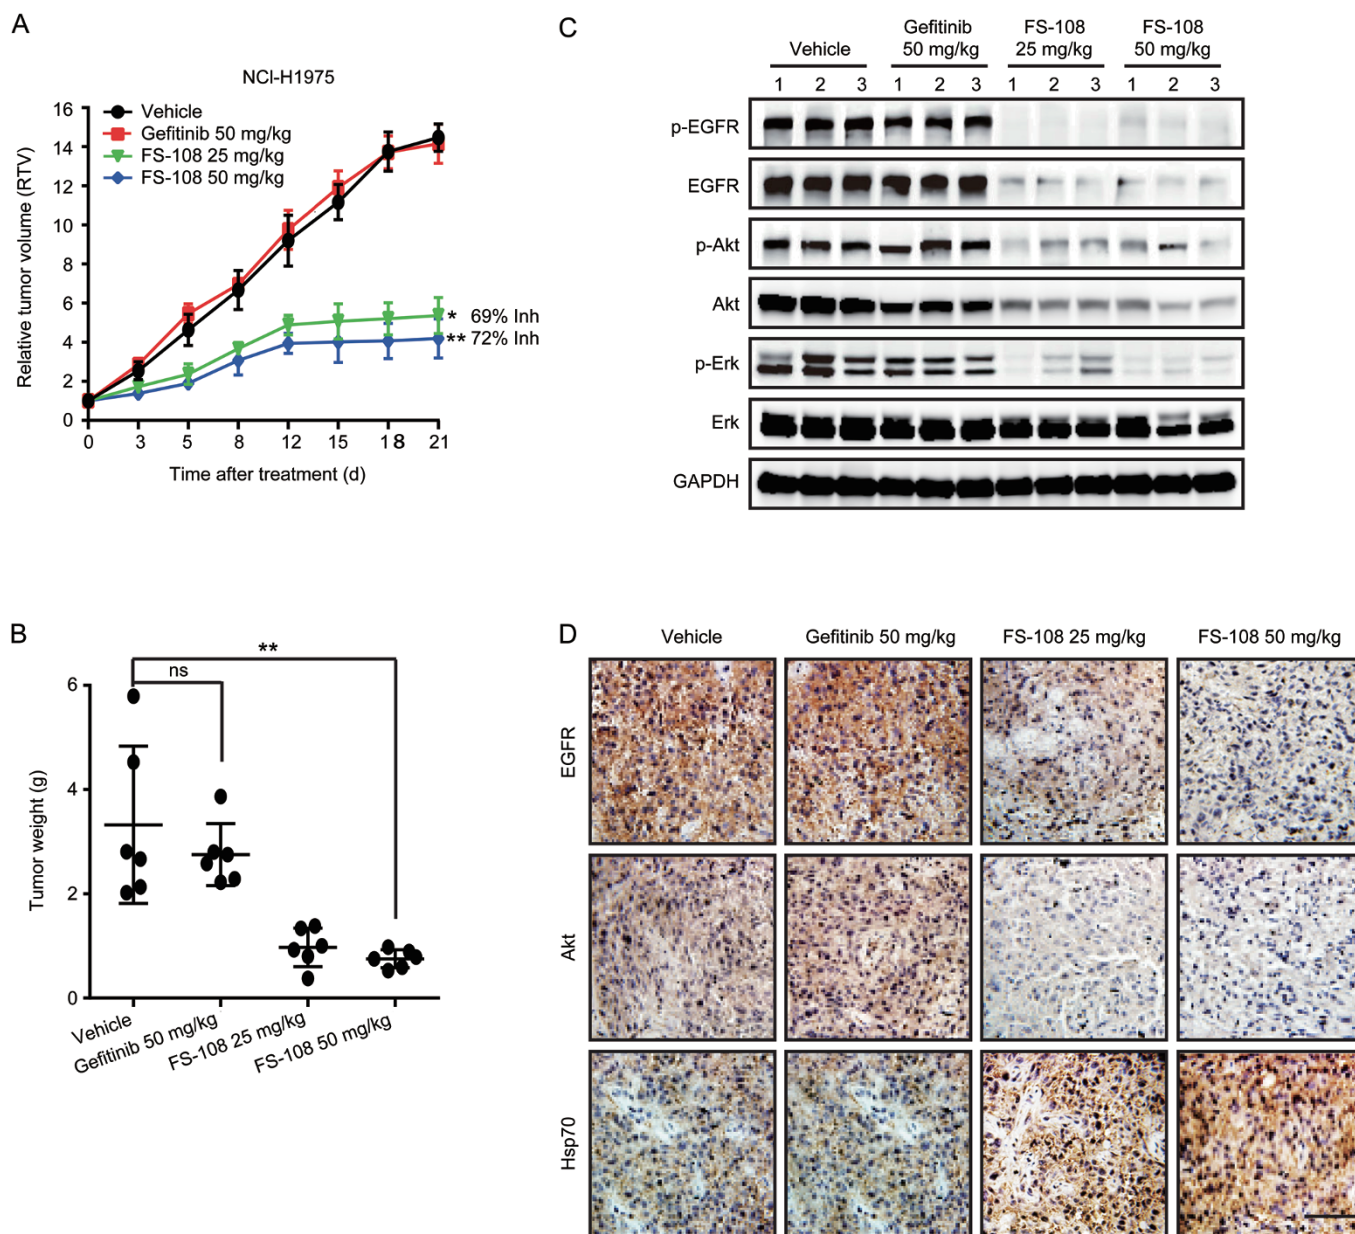 A
NCI-H1975
Relative tumor volume (RTV)
16
14
12
10
8
6
4
2
0
Vehicle
Gefitinib 50 mg/kg
FS-108 25 mg/kg
FS-108 50 mg/kg
* 69% Inh
** 72% Inh
0 3 5 8 12 15 18 21
Time after treatment (d)
B
**
ns
Tumor weight (g)
6
4
2
0
Vehicle
Gefitinib 50 mg/kg
FS-108 25 mg/kg
FS-108 50 mg/kg
C
Vehicle
Gefitinib
50 mg/kg
FS-108
25 mg/kg
FS-108
50 mg/kg
1 2 3 1 2 3 1 2 3 1 2 3
p-EGFR
EGFR
p-Akt
Akt
p-Erk
Erk
GAPDH
D
Vehicle
Gefitinib 50 mg/kg
FS-108 25 mg/kg
FS-108 50 mg/kg
EGFR
Akt
Hsp70